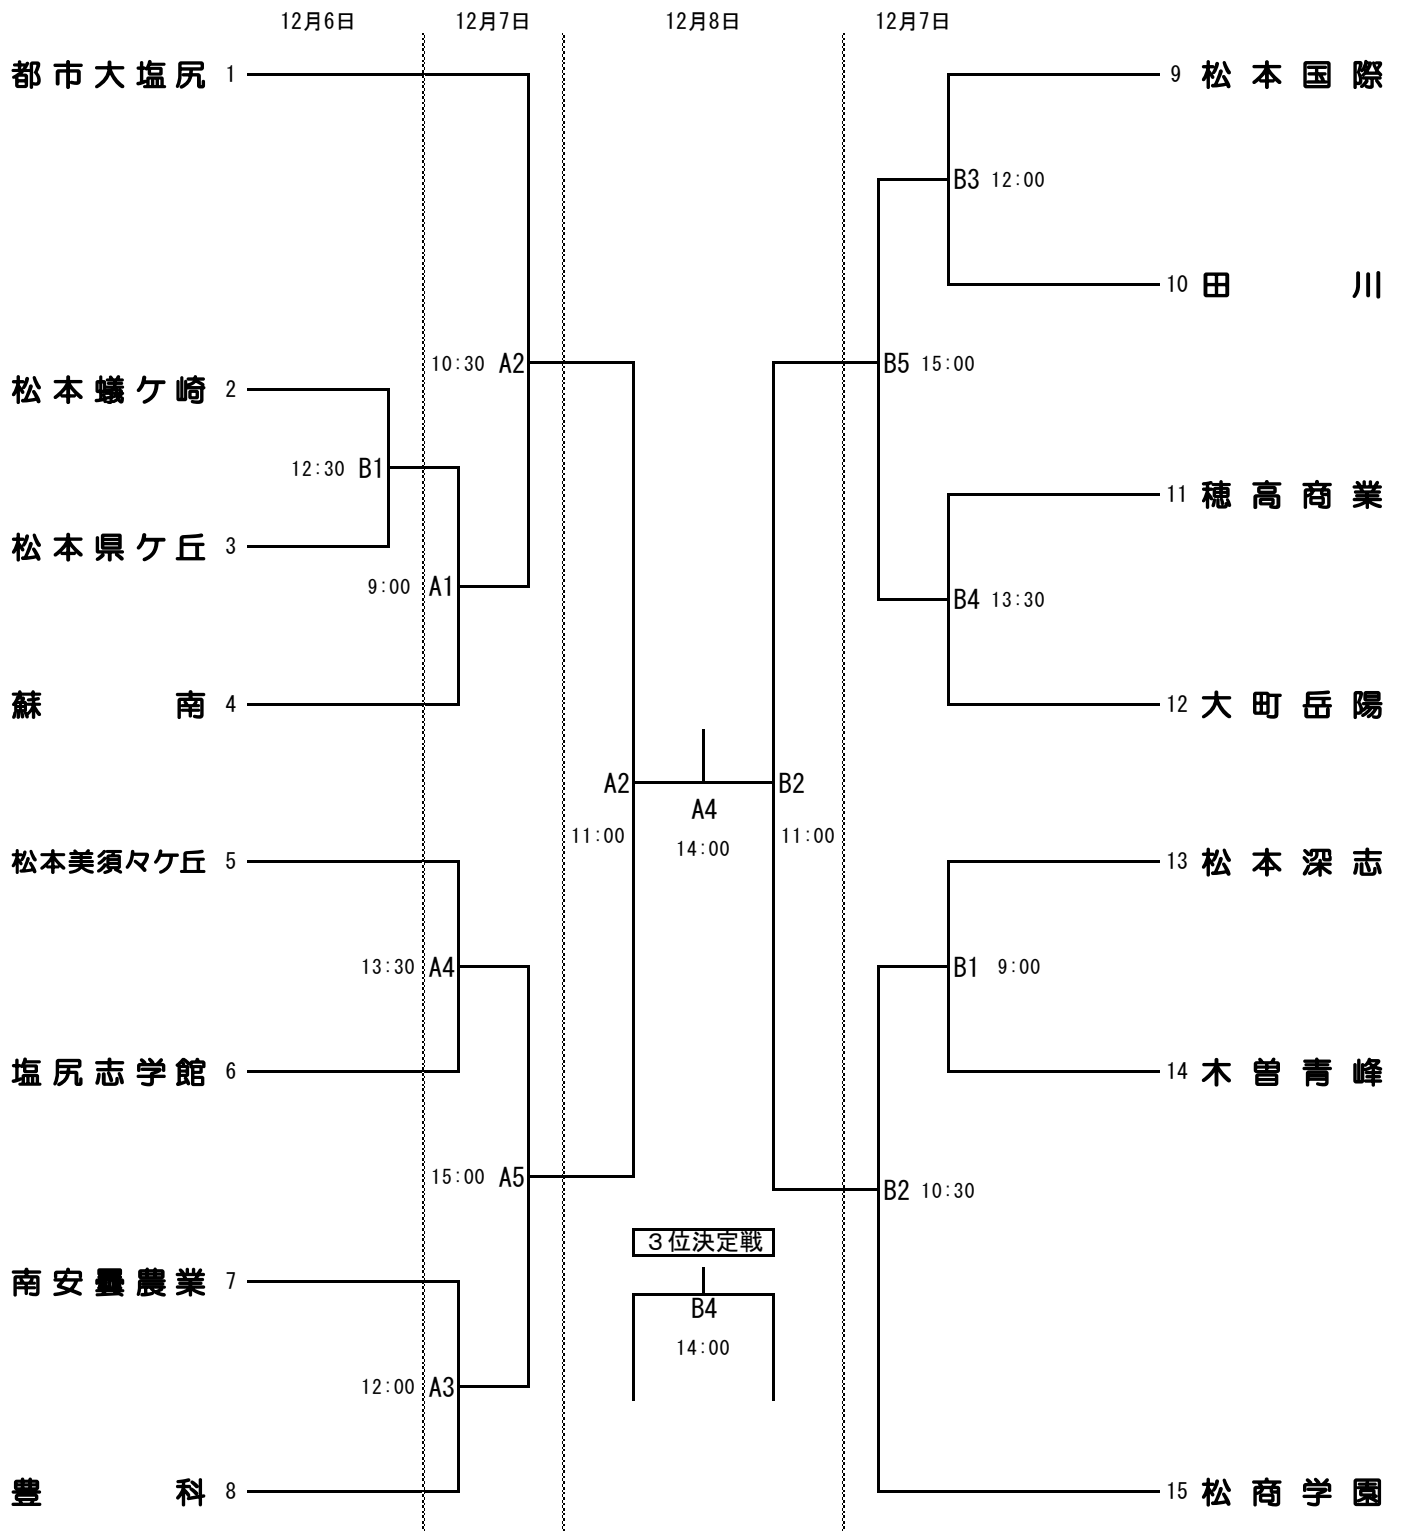 12月6日 12月7日 12月8日 12月7日
都市大塩尻 1
9 松本国際
B3 12:00
10 田川
10:30 A2
B5 15:00
松本蟻ケ崎 2
12:30 B1
11 穂高商業
松本県ケ丘 3
9:00 A1
B4 13:30
蘇南 4
12 大町岳陽
A2 B2
A4
11:00 11:00
14:00
松本美須々ケ丘 5
13 松本深志
13:30 A4
B1 9:00
塩尻志学館 6
14 木曽青峰
15:00 A5
B2 10:30
3位決定戦
南安曇農業 7
B4
14:00
12:00 A3
豊科 8
15 松商学園